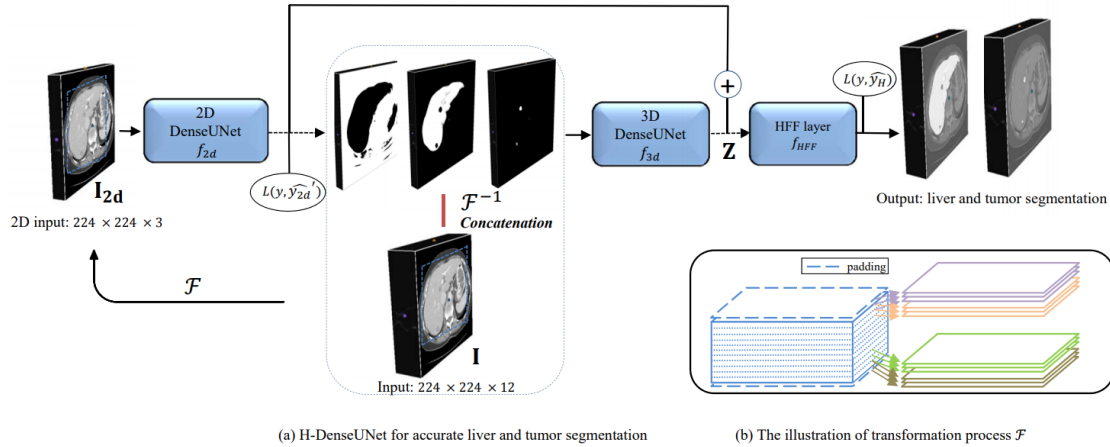 2D
DenseUNet
f₂d
3D
DenseUNet
f₃d
+
Z
HFF layer
f_HFF
L(y, ŷ_H)
I₂d
2D input: 224 × 224 × 3
L(y, ŷ₂d′)
ℱ⁻¹
Concatenation
Output: liver and tumor segmentation
ℱ
I
Input: 224 × 224 × 12
padding
(a) H-DenseUNet for accurate liver and tumor segmentation
(b) The illustration of transformation process ℱ